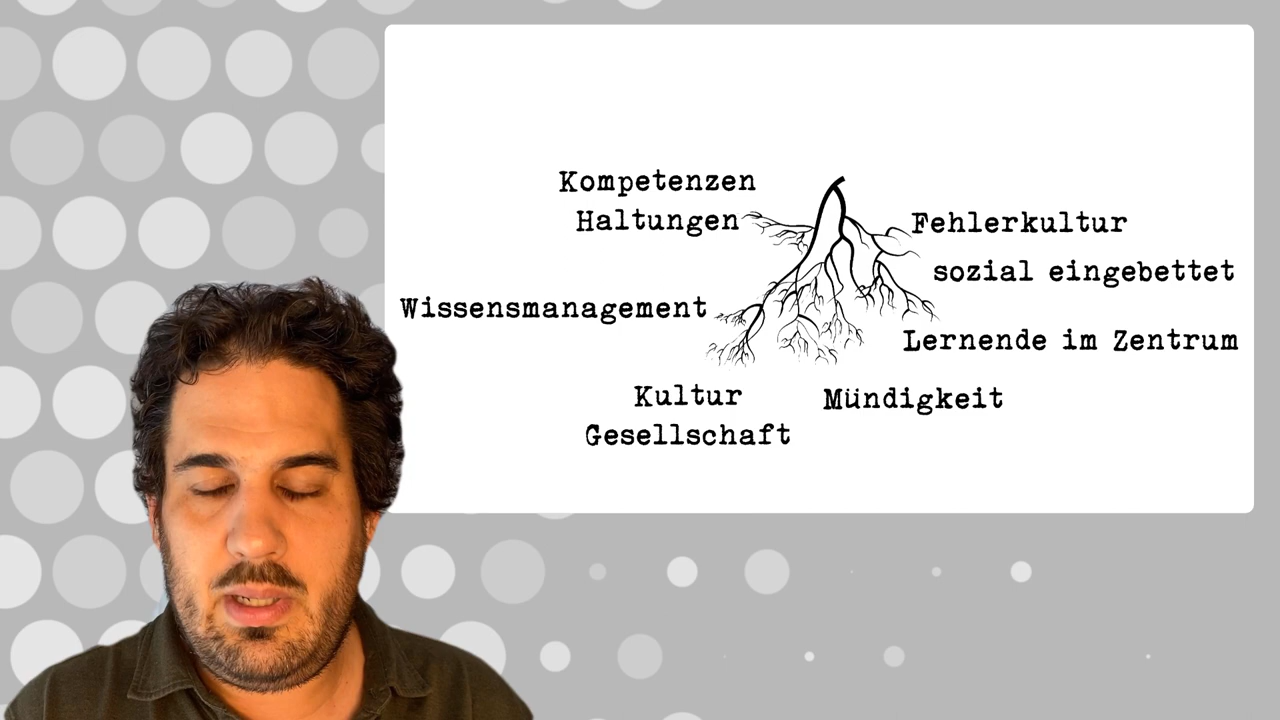 Kompetenzen
Haltungen
Fehlerkultur
sozial eingebettet
Wissensmanagement
Lernende im Zentrum
Kultur
Gesellschaft
Mündigkeit